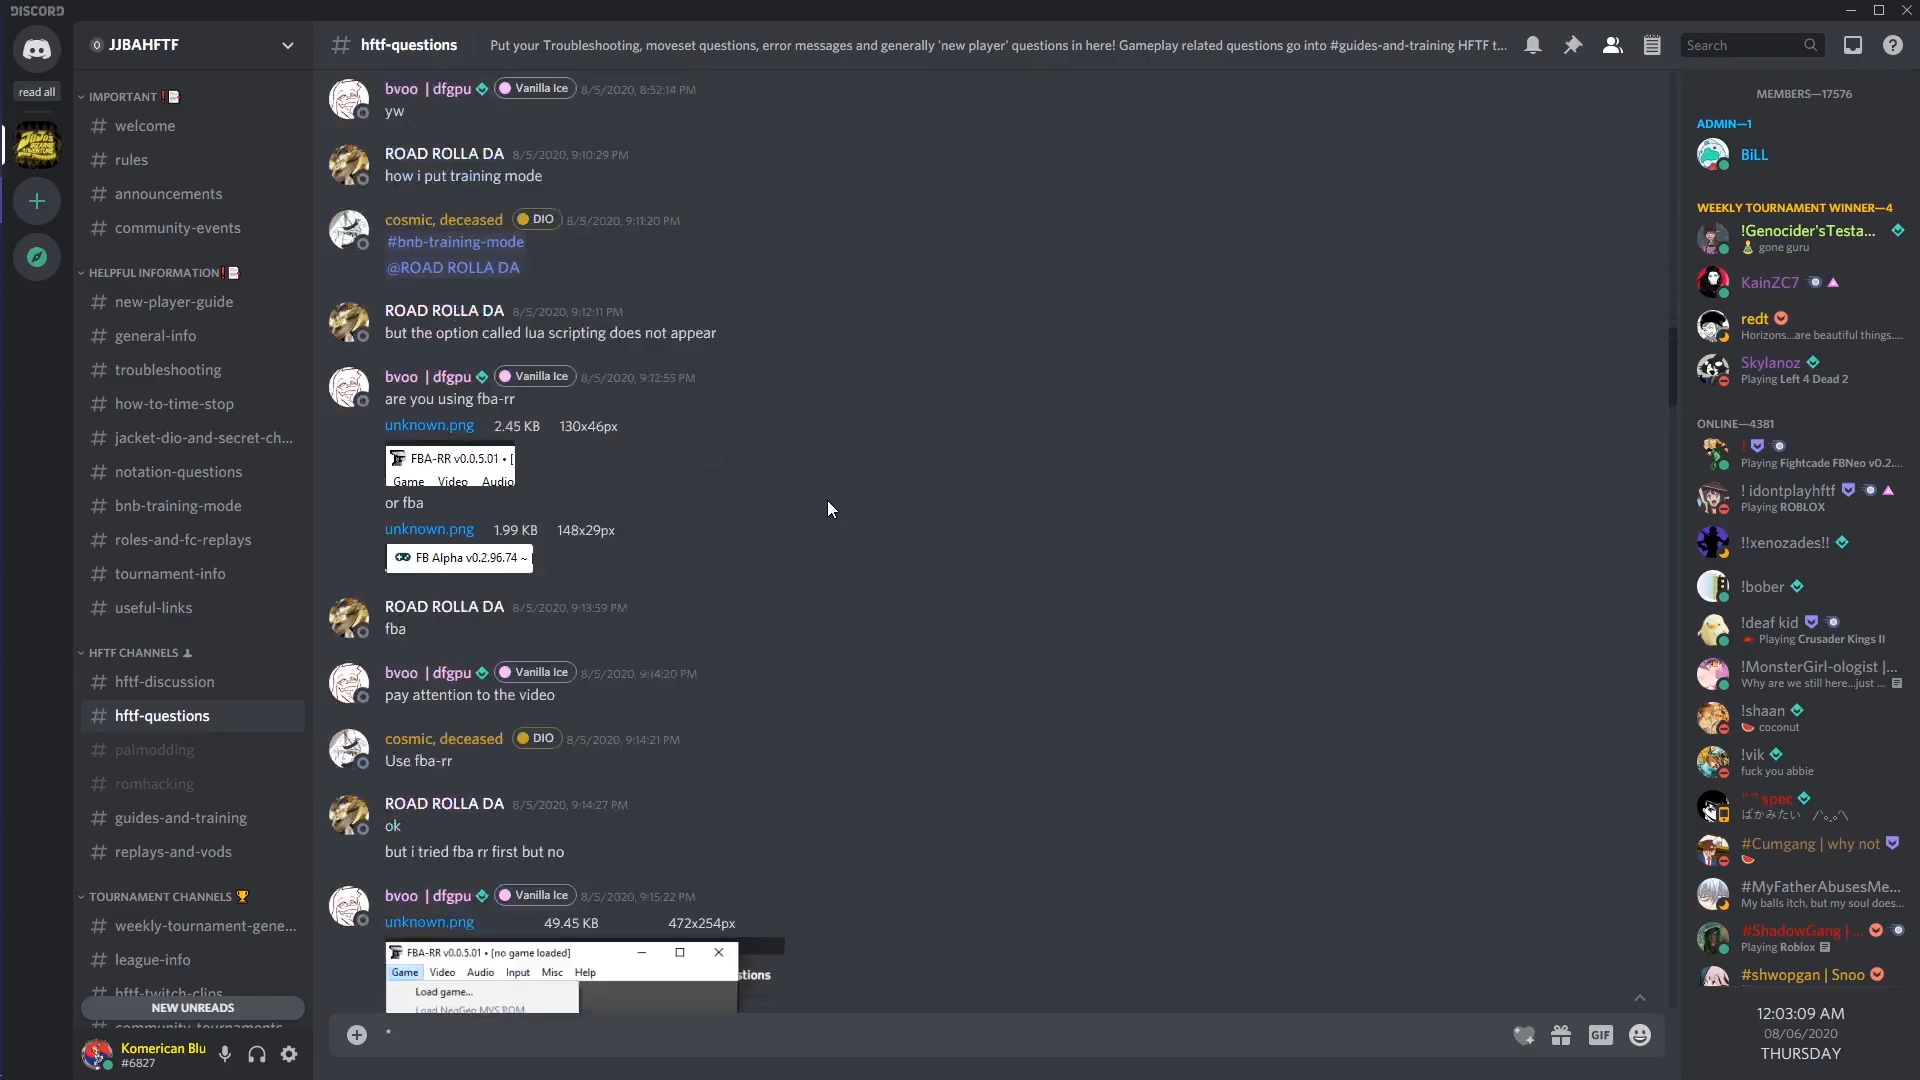 DISCORD
read all
JJBAHFTF
IMPORTANT
welcome
rules
announcements
community-events
HELPFUL INFORMATION
new-player-guide
general-info
troubleshooting
how-to-time-stop
jacket-dio-and-secret-ch...
notation-questions
bnb-training-mode
roles-and-fc-replays
tournament-info
useful-links
HFTF CHANNELS
hftf-discussion
hftf-questions
palmodding
romhacking
guides-and-training
replays-and-vods
TOURNAMENT CHANNELS
weekly-tournament-gene...
league-info
hftf-twitch-clips
NEW UNREADS
community-tournaments
Komerican Blu
#6827
hftf-questions
Put your Troubleshooting, moveset questions, error messages and generally 'new player' questions in here! Gameplay related questions go into #guides-and-training HFTF t...
Search
bvoo | dfgpu Vanilla Ice 8/5/2020, 8:52:14 PM
yw
ROAD ROLLA DA 8/5/2020, 9:10:29 PM
how i put training mode
cosmic, deceased DIO 8/5/2020, 9:11:20 PM
#bnb-training-mode
@ROAD ROLLA DA
ROAD ROLLA DA 8/5/2020, 9:12:11 PM
but the option called lua scripting does not appear
bvoo | dfgpu Vanilla Ice 8/5/2020, 9:12:55 PM
are you using fba-rr
unknown.png 2.45 KB 130x46px
FBA-RR v0.0.5.01 • [
Game Video Audio
or fba
unknown.png 1.99 KB 148x29px
FB Alpha v0.2.96.74 ~
ROAD ROLLA DA 8/5/2020, 9:13:59 PM
fba
bvoo | dfgpu Vanilla Ice 8/5/2020, 9:14:20 PM
pay attention to the video
cosmic, deceased DIO 8/5/2020, 9:14:21 PM
Use fba-rr
ROAD ROLLA DA 8/5/2020, 9:14:27 PM
ok
but i tried fba rr first but no
bvoo | dfgpu Vanilla Ice 8/5/2020, 9:15:22 PM
unknown.png 49.45 KB 472x254px
FBA-RR v0.0.5.01 • [no game loaded]
Game Video Audio Input Misc Help
stions
Load game...
Load NeoGeo MVS ROM
*
GIF
MEMBERS—17576
ADMIN—1
BiLL
WEEKLY TOURNAMENT WINNER—4
!Genocider'sTesta...
gone guru
KainZC7
redt
Horizons...are beautiful things....
Skylanoz
Playing Left 4 Dead 2
ONLINE—4381
!
Playing Fightcade FBNeo v0.2....
! idontplayhftf
Playing ROBLOX
!!xenozades!!
!bober
!deaf kid
Playing Crusader Kings II
!MonsterGirl-ologist |...
Why are we still here...just ...
!shaan
coconut
!vik
fuck you abbie
" " spec
ばかみたい
#Cumgang | why not
#MyFatherAbusesMe...
My balls itch, but my soul does...
#ShadowGang | ...
Playing Roblox
#shwopgan | Snoo
12:03:09 AM
08/06/2020
THURSDAY